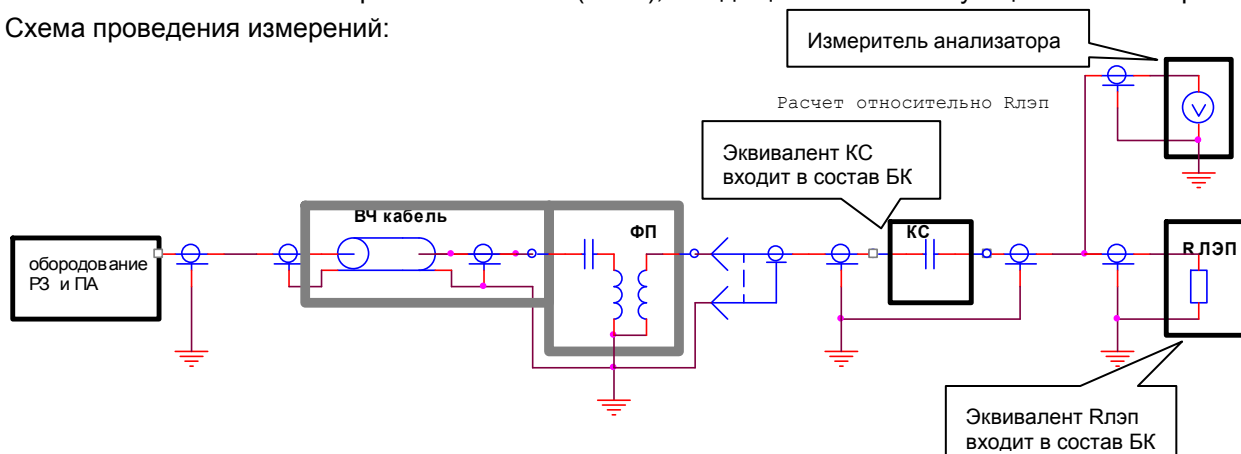 Схема проведения измерений:
Измеритель анализатора
V
Расчет относительно Rлэп
Эквивалент КС
входит в состав БК
ВЧ кабель
ФП
КС
R ЛЭП
обородование
РЗ и ПА
Эквивалент Rлэп
входит в состав БК